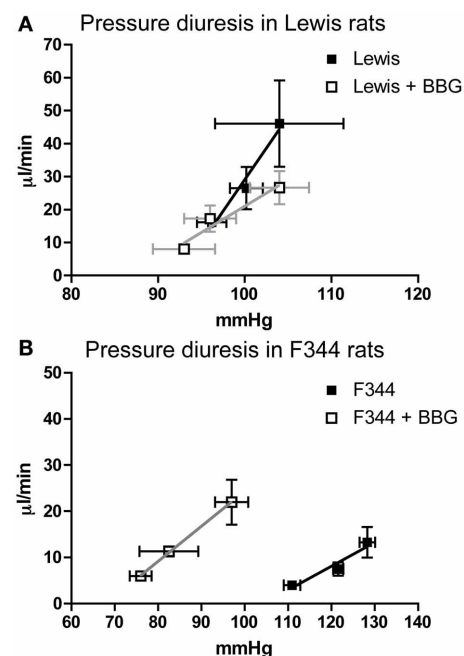 A Pressure diuresis in Lewis rats
70
60
50
40
30
20
10
0
µl/min
Lewis
Lewis + BBG
80 90 100 110 120
mmHg
B Pressure diuresis in F344 rats
50
40
30
20
10
0
µl/min
F344
F344 + BBG
60 70 80 90 100 110 120 130 140
mmHg